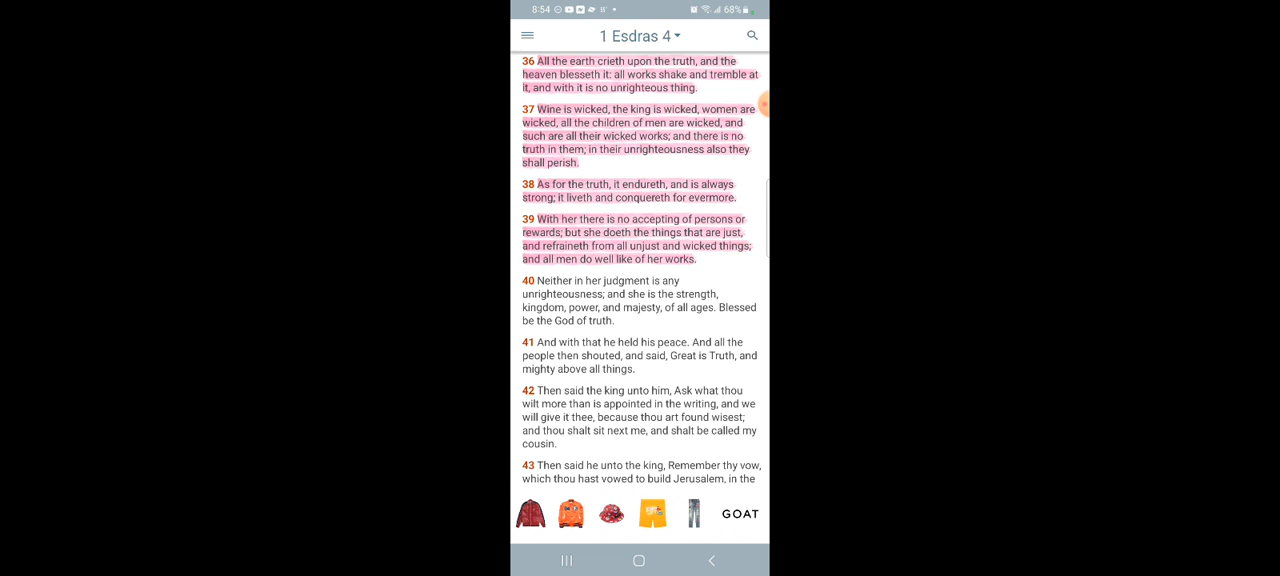 8:54
68%
1 Esdras 4
36 All the earth crieth upon the truth, and the
heaven blesseth it: all works shake and tremble at
it, and with it is no unrighteous thing.
37 Wine is wicked, the king is wicked, women are
wicked, all the children of men are wicked, and
such are all their wicked works; and there is no
truth in them; in their unrighteousness also they
shall perish.
38 As for the truth, it endureth, and is always
strong; it liveth and conquereth for evermore.
39 With her there is no accepting of persons or
rewards; but she doeth the things that are just,
and refraineth from all unjust and wicked things;
and all men do well like of her works.
40 Neither in her judgment is any
unrighteousness; and she is the strength,
kingdom, power, and majesty, of all ages. Blessed
be the God of truth.
41 And with that he held his peace. And all the
people then shouted, and said, Great is Truth, and
mighty above all things.
42 Then said the king unto him, Ask what thou
wilt more than is appointed in the writing, and we
will give it thee, because thou art found wisest;
and thou shalt sit next me, and shalt be called my
cousin.
43 Then said he unto the king, Remember thy vow,
which thou hast vowed to build Jerusalem, in the
GOAT